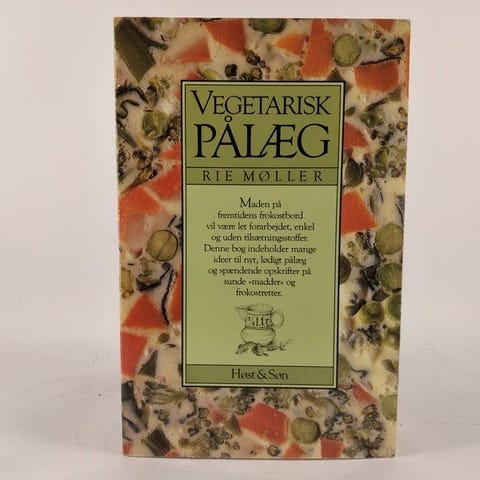 VEGETARISK
PÅLÆG
RIE MØLLER
Maden på
fremtidens frokostbord
vil være let forarbejdet, enkel
og uden tilsætningsstoffer.
Denne bog indeholder mange
ideer til nyt, lødigt pålæg
og spændende opskrifter på
sunde »madder« og
frokostretter.
Høst & Søn